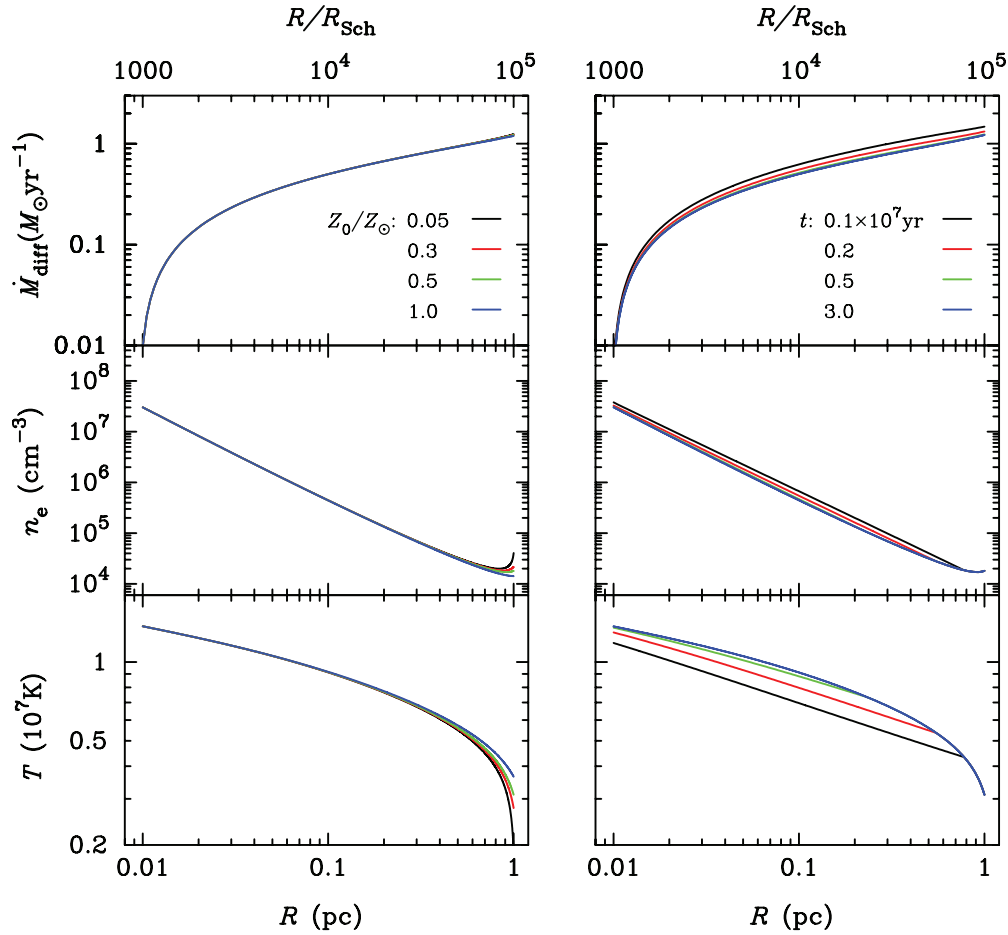 R/R_Sch R/R_Sch
1000 10^4 10^5 1000 10^4 10^5
Ṁ_diff(M_⊙yr^−1)
1
0.1
0.01
Z_0/Z_⊙: 0.05
0.3
0.5
1.0
t: 0.1×10^7yr
0.2
0.5
3.0
n_e (cm^−3)
10^8
10^7
10^6
10^5
10^4
T (10^7K)
1
0.5
0.2
0.01 0.1 1 0.01 0.1 1
R (pc) R (pc)